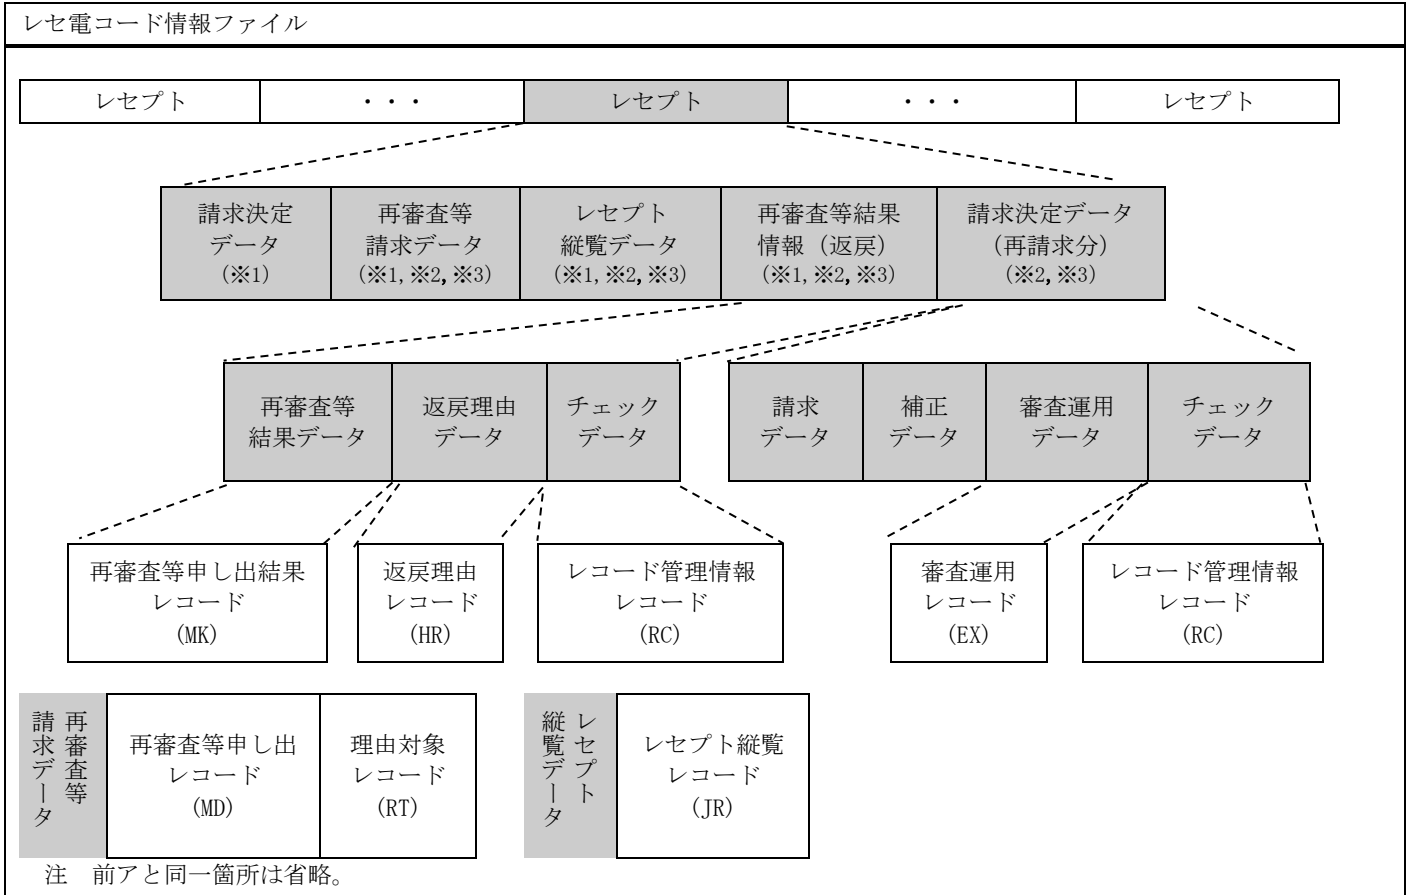 レセ電コード情報ファイル
レセプト
・・・
レセプト
・・・
レセプト
請求決定
データ
(※1)
再審査等
請求データ
(※1,※2,※3)
レセプト
縦覧データ
(※1,※2,※3)
再審査等結果
情報（返戻）
(※1,※2,※3)
請求決定データ
(再請求分)
(※2,※3)
再審査等
結果データ
返戻理由
データ
チェック
データ
請求
データ
補正
データ
審査運用
データ
チェック
データ
再審査等申し出結果
レコード
(MK)
返戻理由
レコード
(HR)
レコード管理情報
レコード
(RC)
審査運用
レコード
(EX)
レコード管理情報
レコード
(RC)
再審査等
請求データ
再審査等申し出
レコード
(MD)
理由対象
レコード
(RT)
レセプト
縦覧データ
レセプト縦覧
レコード
(JR)
注　前アと同一箇所は省略。